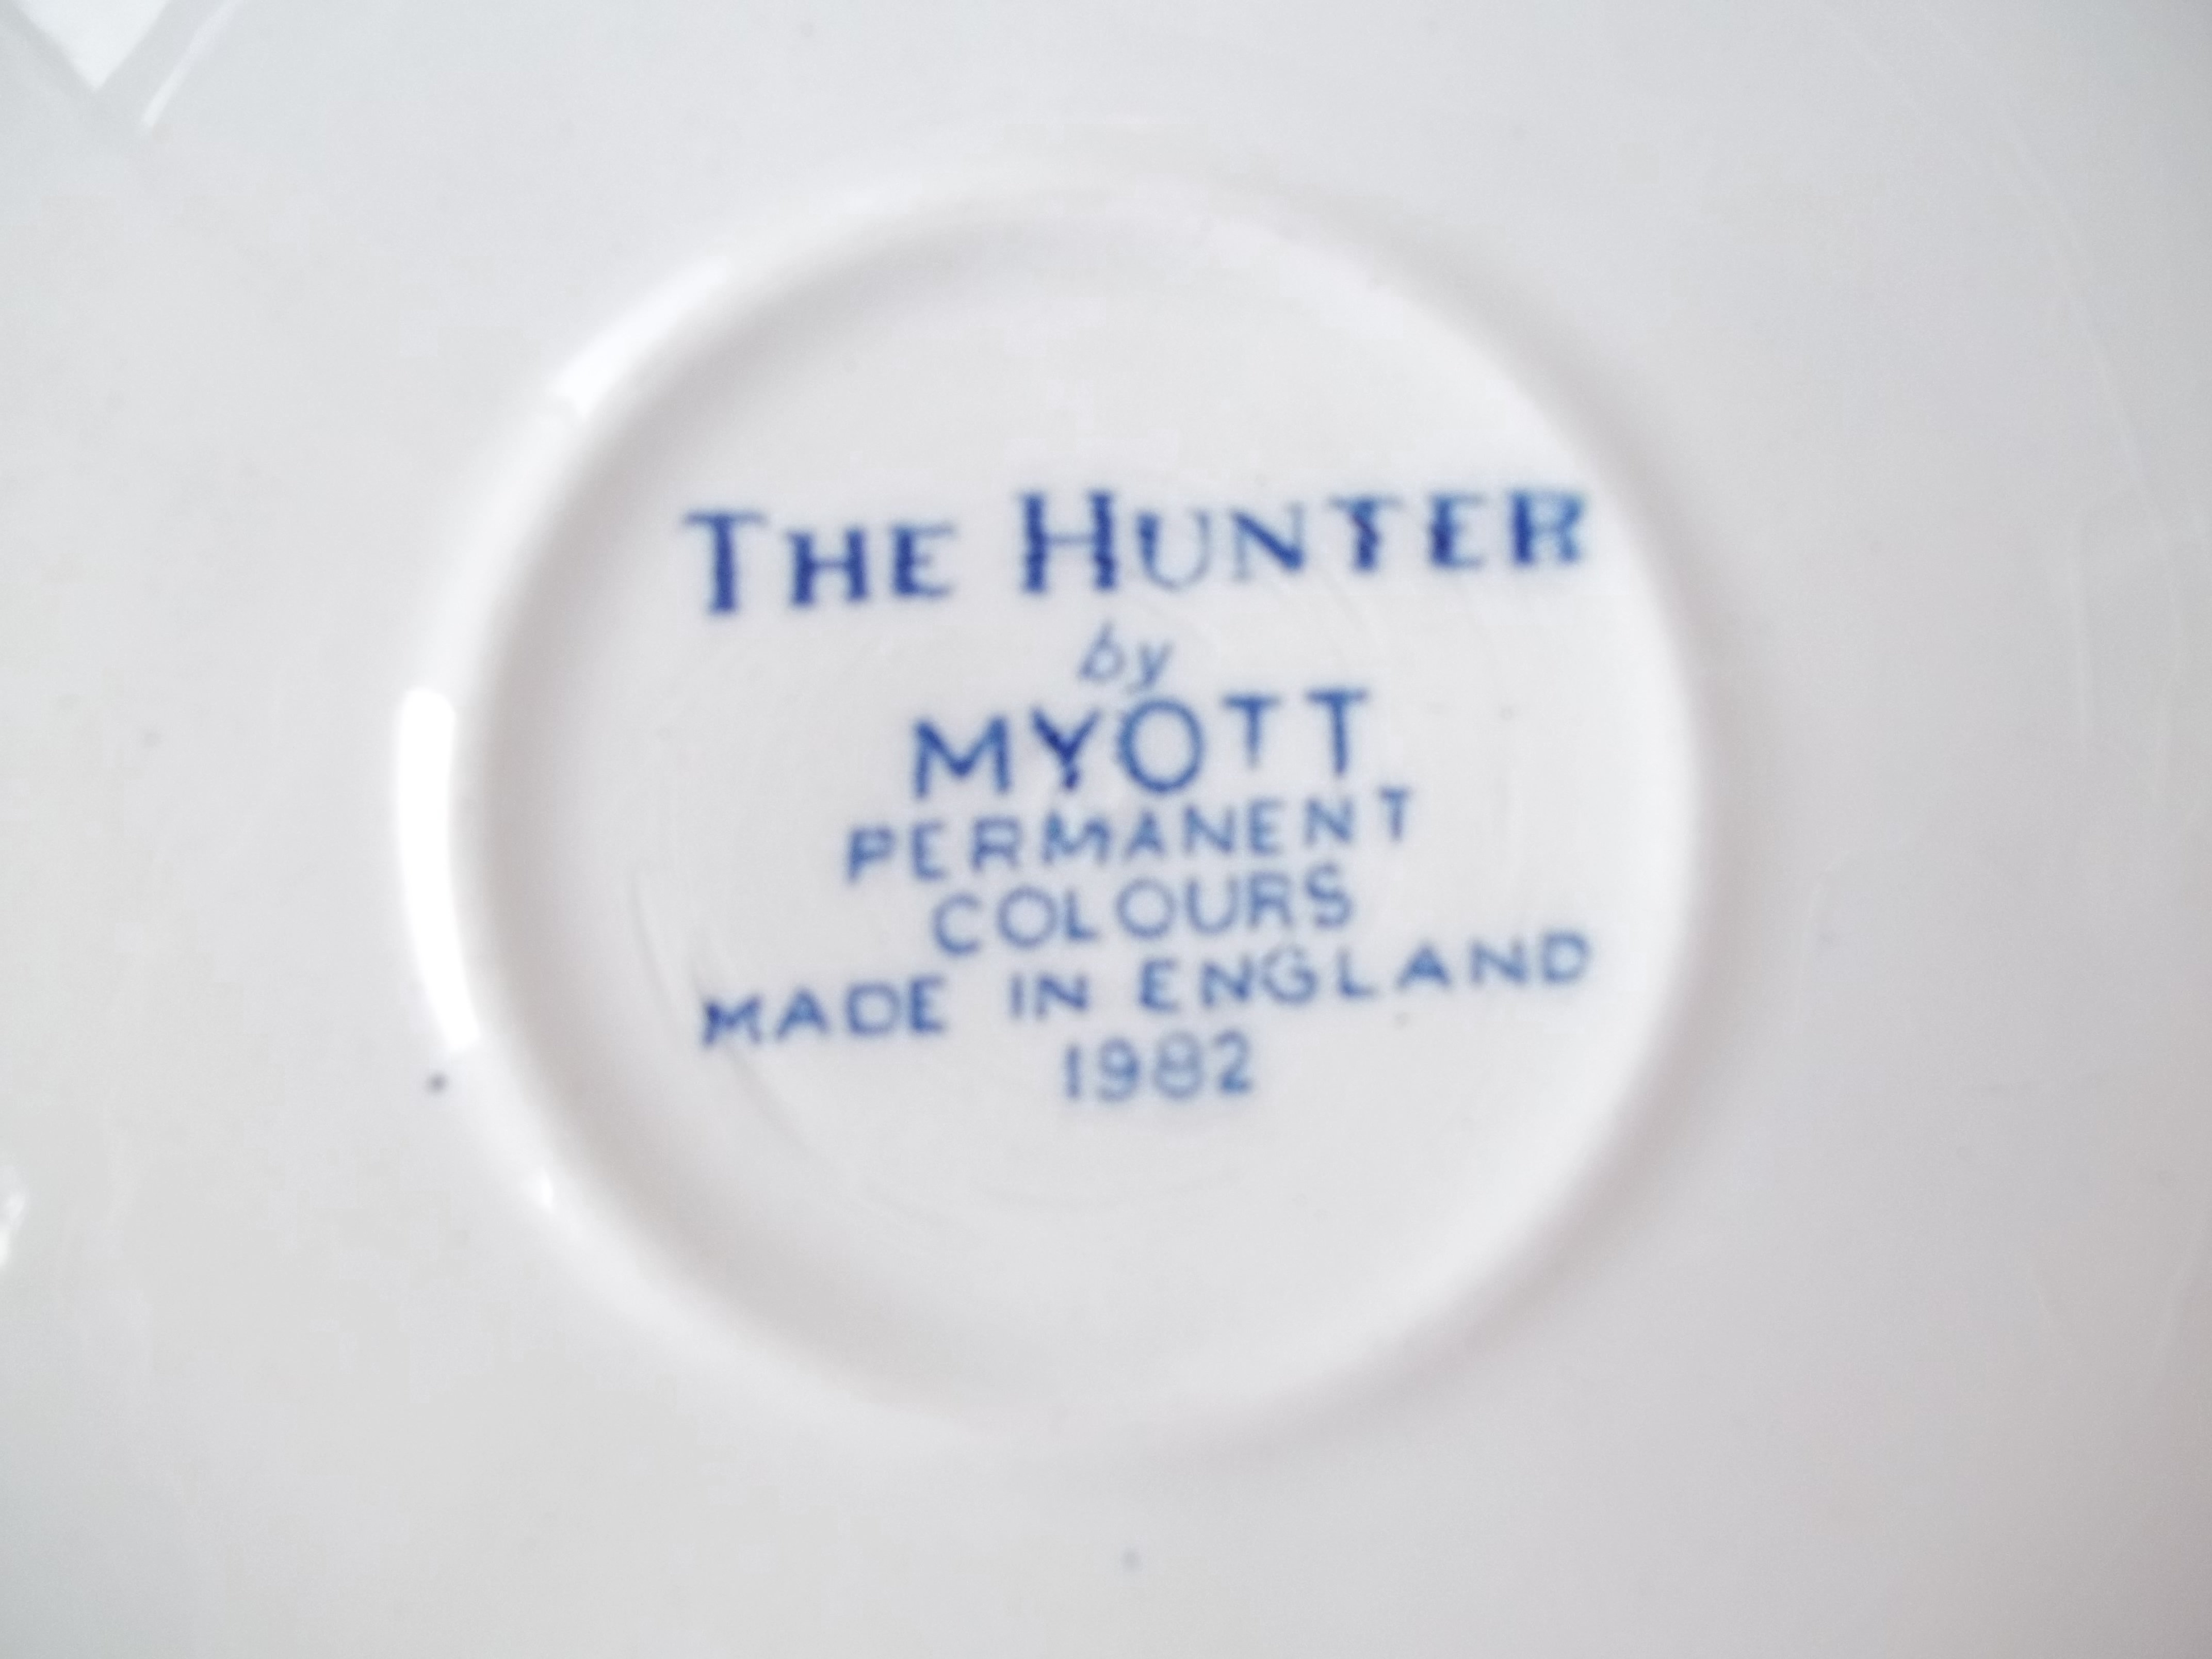 THE HUNTER
by
MYOTT
PERMANENT
COLOURS
MADE IN ENGLAND
1982